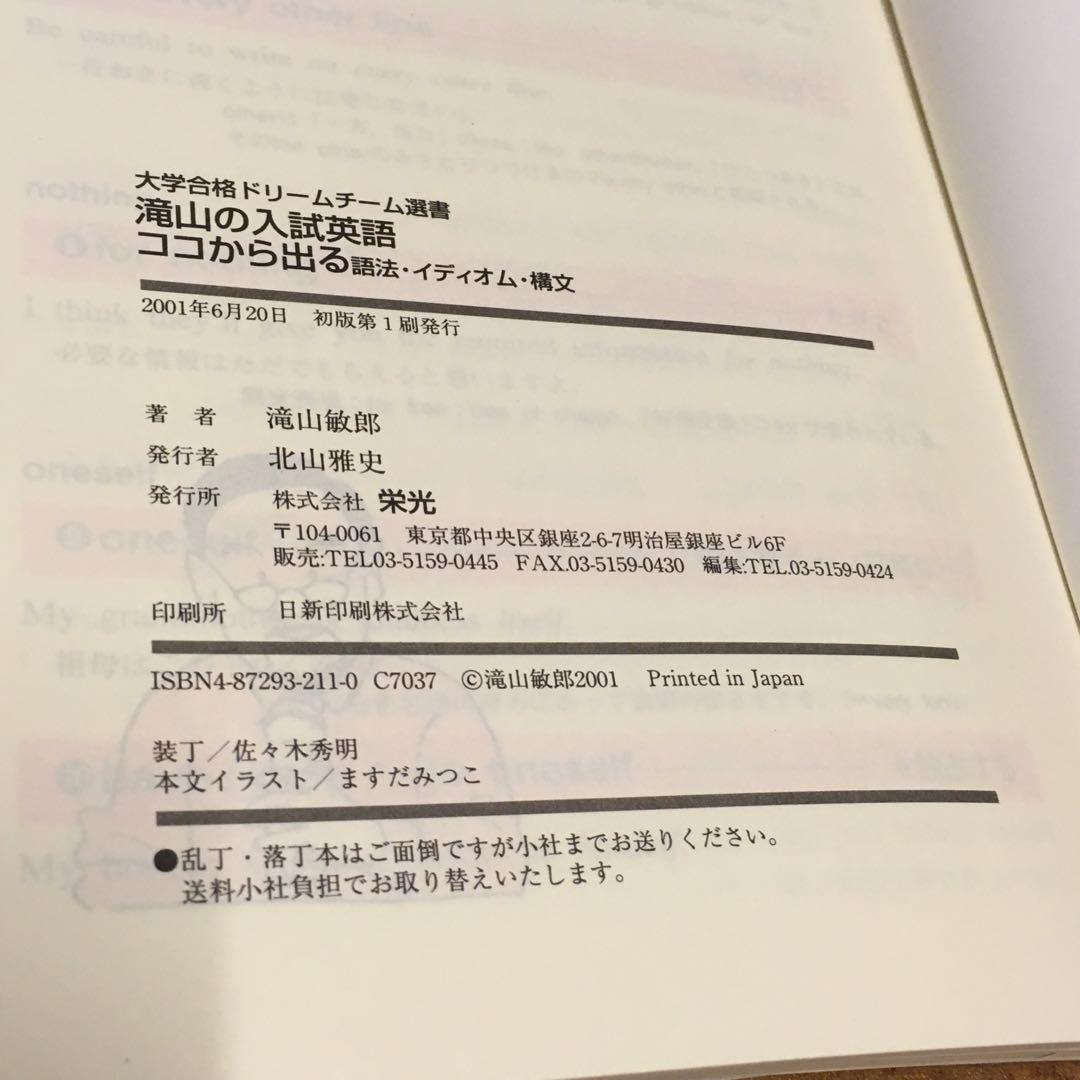 大学合格ドリームチーム選書
滝山の入試英語
ココから出る語法・イディオム・構文
2001年6月20日 初版第1刷発行
著 者 滝山敏郎
発行者 北山雅史
発行所 株式会社 栄光
〒104-0061 東京都中央区銀座2-6-7明治屋銀座ビル6F
販売:TEL03-5159-0445 FAX.03-5159-0430 編集:TEL.03-5159-0424
印刷所 日新印刷株式会社
ISBN4-87293-211-0 C7037 ©滝山敏郎2001 Printed in Japan
装丁/佐々木秀明
本文イラスト/ますだみつこ
●乱丁・落丁本はご面倒ですが小社までお送りください。
送料小社負担でお取り替えいたします。